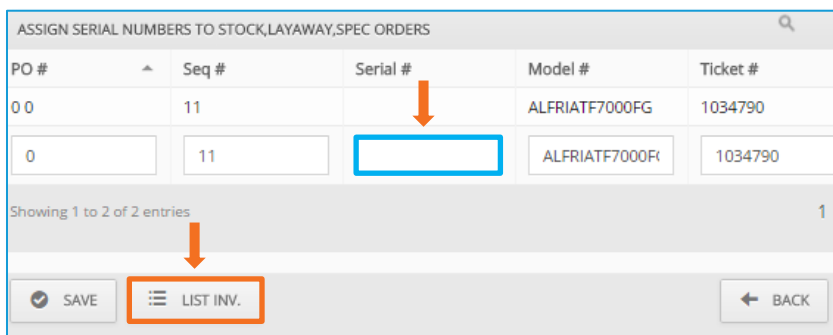 ASSIGN SERIAL NUMBERS TO STOCK,LAYAWAY,SPEC ORDERS
PO # Seq # Serial # Model # Ticket #
0 0 11 ALFRIATF7000FG 1034790
0 11 ALFRIATF7000F( 1034790
Showing 1 to 2 of 2 entries 1
SAVE LIST INV. BACK